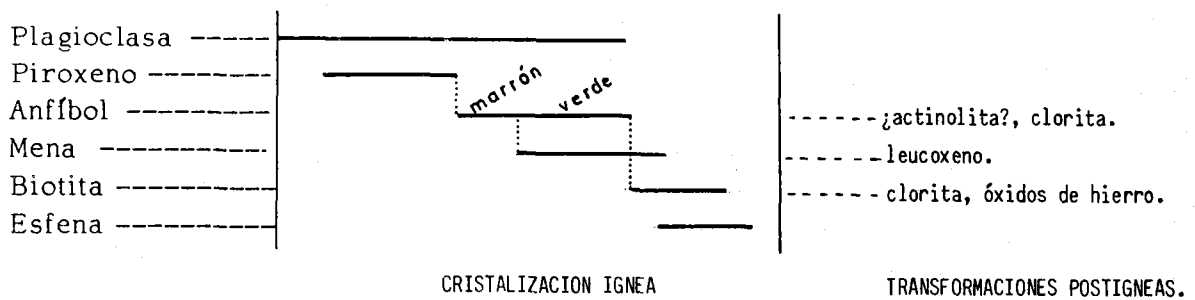 Plagioclasa
Piroxeno
marrón verde
Anfíbol ¿actinolita?, clorita.
Mena leucoxeno.
Biotita clorita, óxidos de hierro.
Esfena
CRISTALIZACION IGNEA TRANSFORMACIONES POSTIGNEAS.